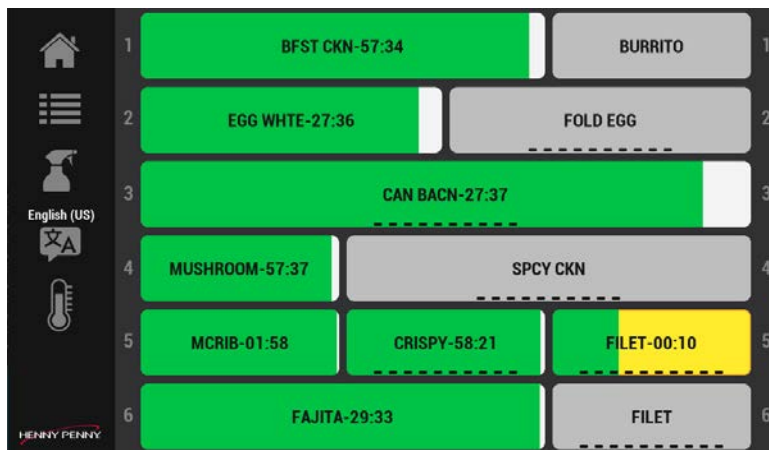 1 BFST CKN-57:34 BURRITO 1
2 EGG WHTE-27:36 FOLD EGG 2
3 CAN BACN-27:37 3
English (US)
文A
4 MUSHROOM-57:37 SPCY CKN 4
5 MCRIB-01:58 CRISPY-58:21 FILET-00:10 5
6 FAJITA-29:33 FILET 6
HENNY PENNY